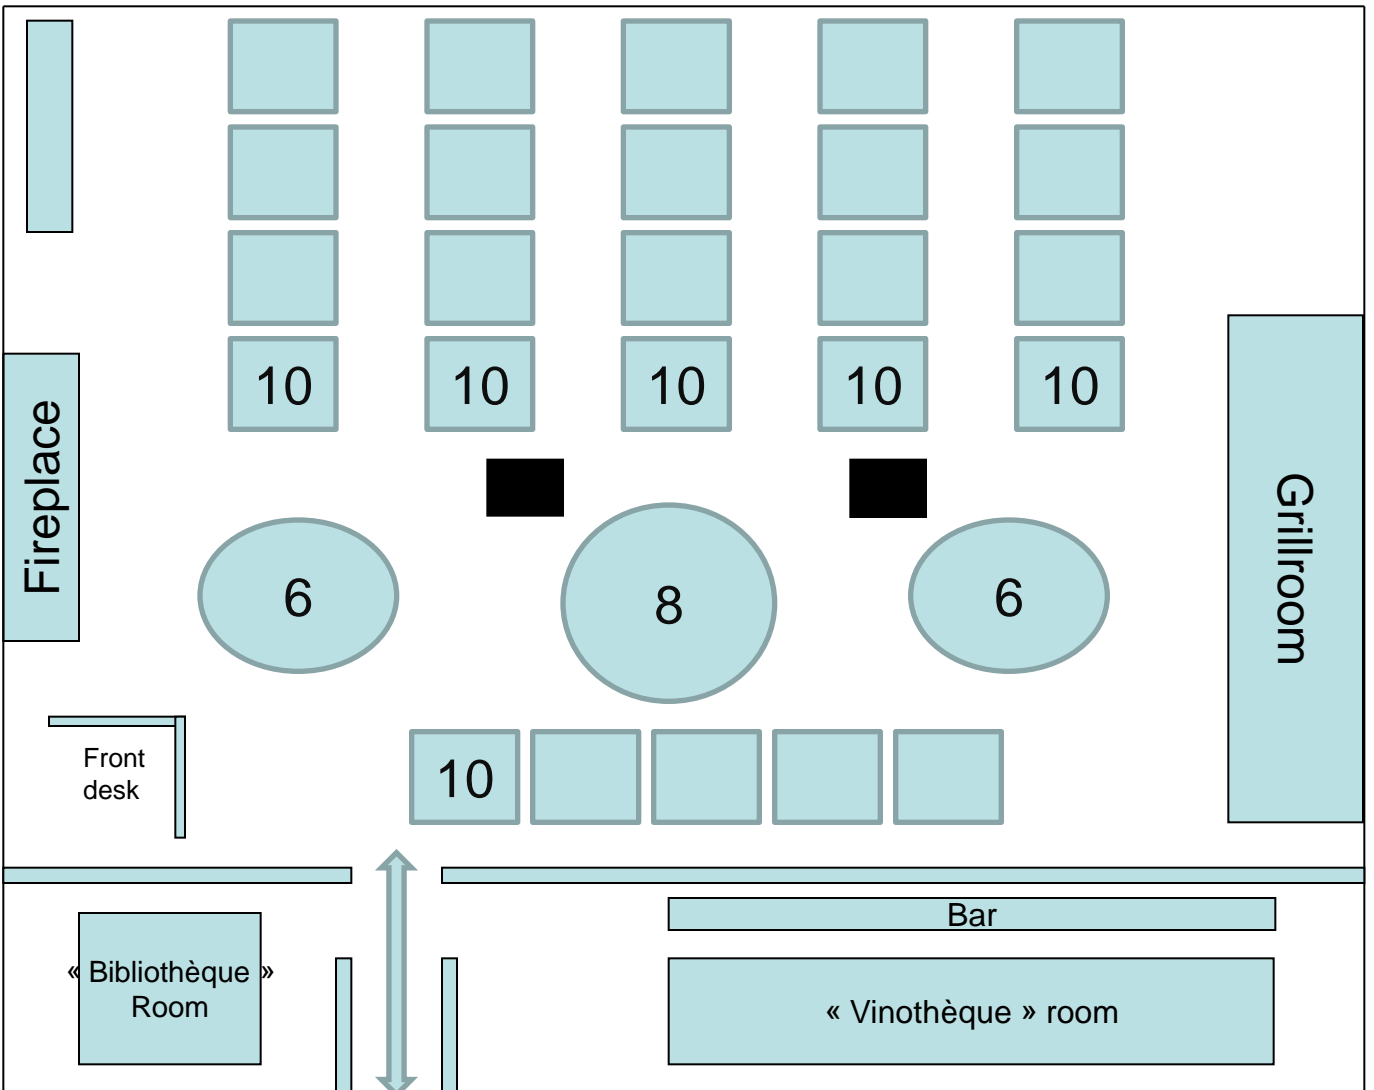 10
10
10
10
10
Fireplace
Grillroom
6
8
6
Front
desk
10
Bar
« Bibliothèque »
Room
« Vinothèque » room